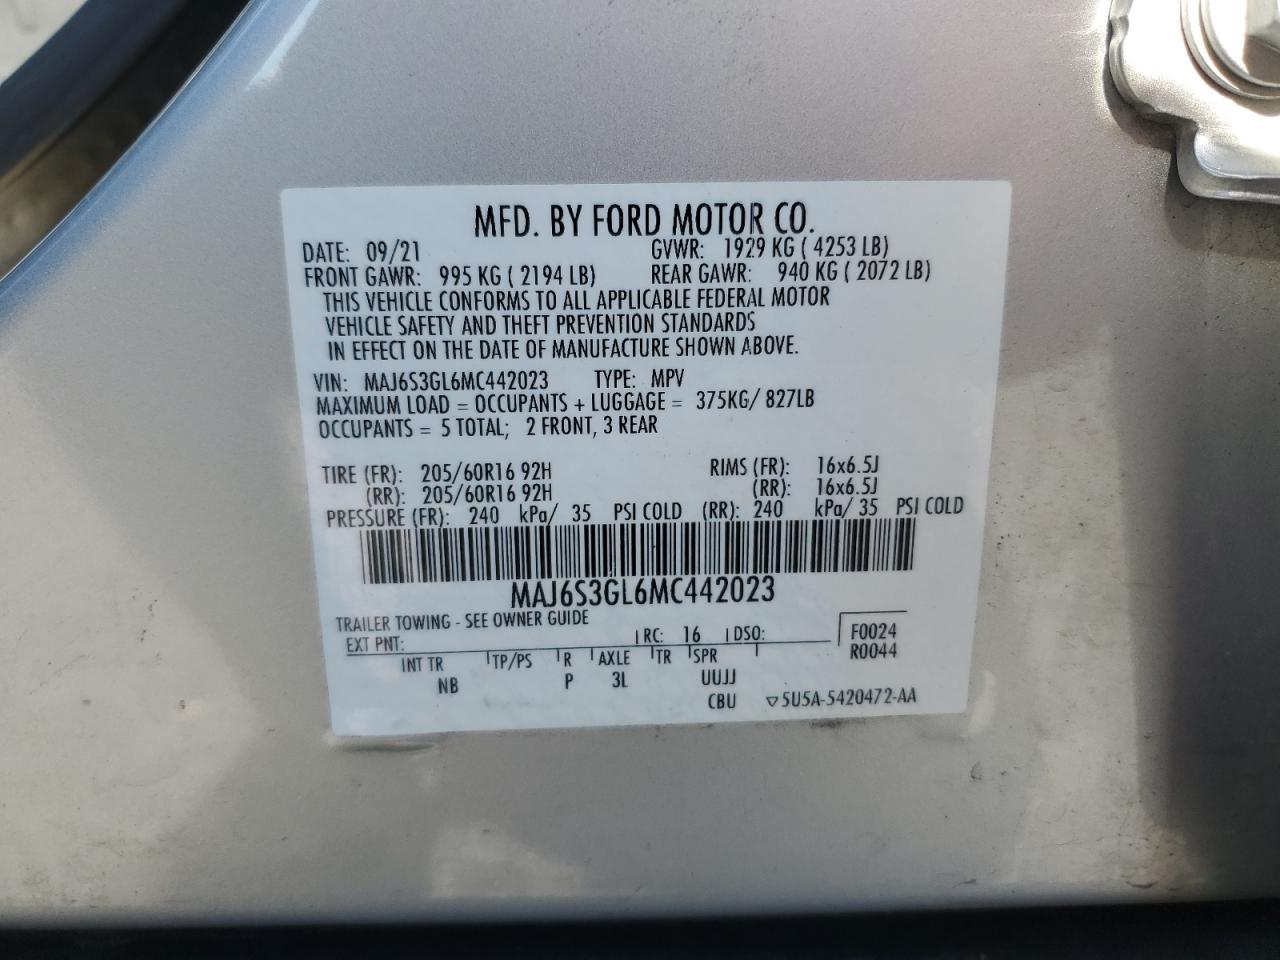 MFD. BY FORD MOTOR CO.
DATE: 09/21 GVWR: 1929 KG ( 4253 LB)
FRONT GAWR: 995 KG ( 2194 LB) REAR GAWR: 940 KG ( 2072 LB)
THIS VEHICLE CONFORMS TO ALL APPLICABLE FEDERAL MOTOR
VEHICLE SAFETY AND THEFT PREVENTION STANDARDS
IN EFFECT ON THE DATE OF MANUFACTURE SHOWN ABOVE.
VIN: MAJ6S3GL6MC442023 TYPE: MPV
MAXIMUM LOAD = OCCUPANTS + LUGGAGE = 375KG/ 827LB
OCCUPANTS = 5 TOTAL; 2 FRONT, 3 REAR
TIRE (FR): 205/60R16 92H RIMS (FR): 16x6.5J
(RR): 205/60R16 92H (RR): 16x6.5J
PRESSURE (FR): 240 kPa/ 35 PSI COLD (RR): 240 kPa/ 35 PSI COLD
MAJ6S3GL6MC442023
TRAILER TOWING - SEE OWNER GUIDE
EXT PNT: RC: 16 DSO: F0024
R0044
INT TR TP/PS R AXLE TR SPR
NB P 3L UUJJ
CBU ▽5U5A-5420472-AA